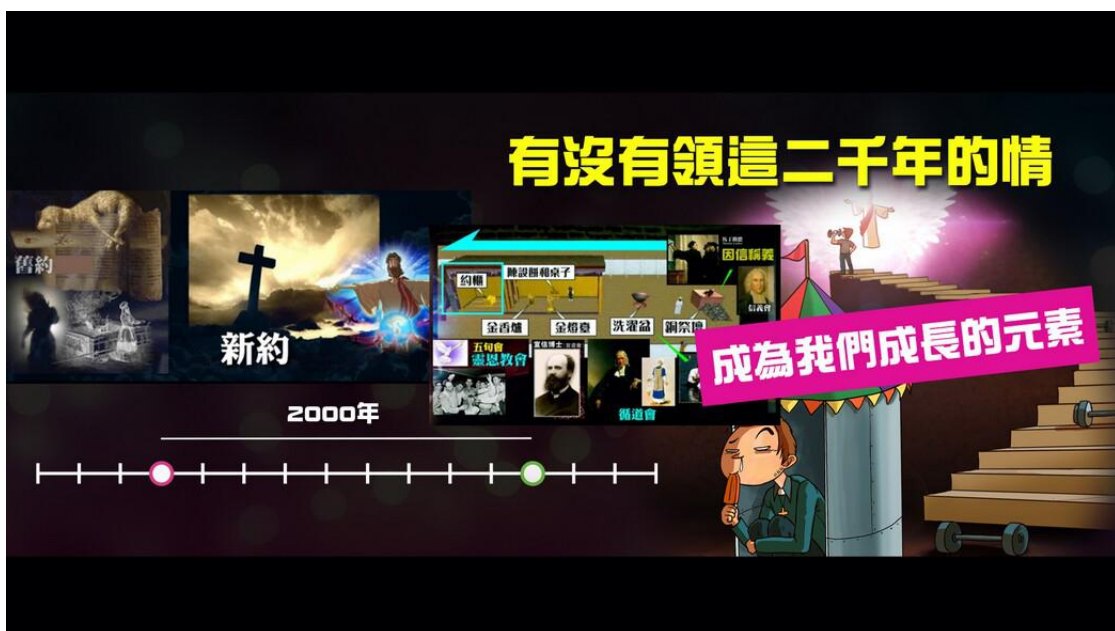 有沒有領這二千年的情
舊約
新約
約櫃
陳設餅和桌子
因信稱義
信義會
金香爐
金燈臺
洗濯盆
銅祭壇
成為我們成長的元素
五旬會
靈恩教會
宣信博士
循道會
2000年